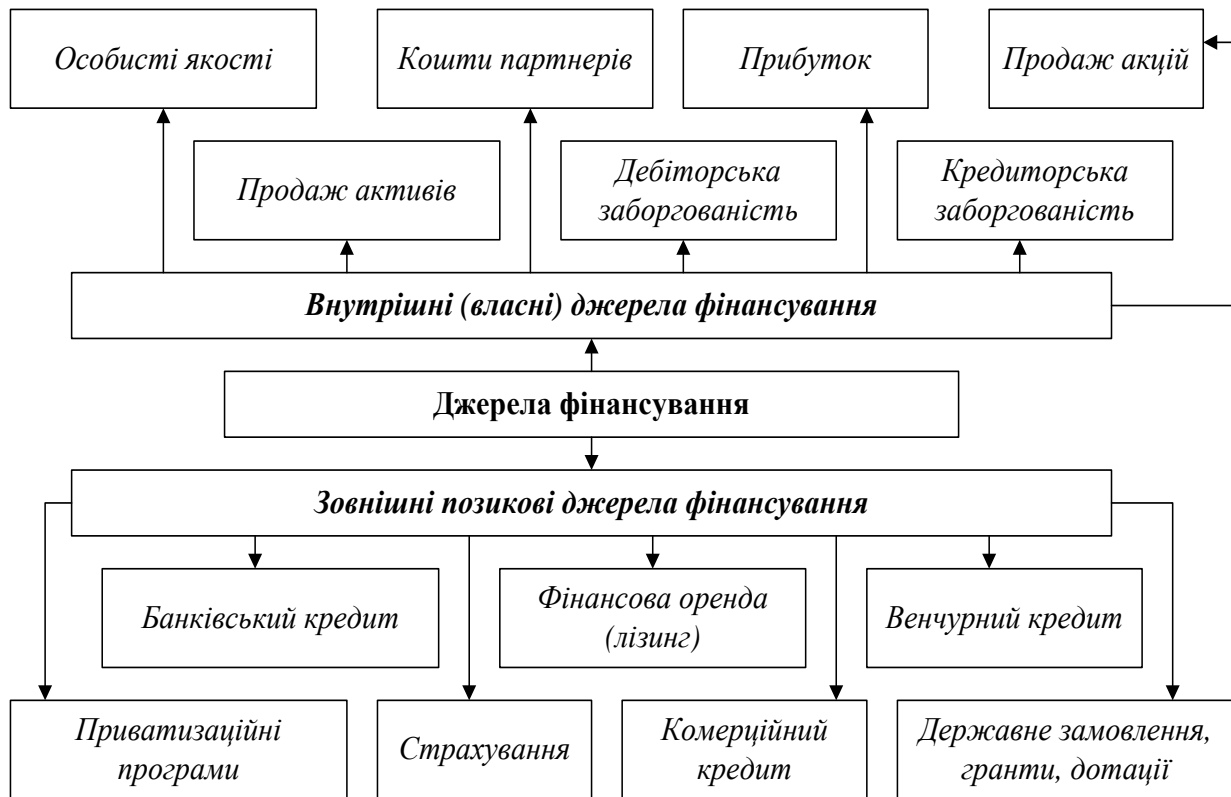 Особисті якості
Кошти партнерів
Прибуток
Продаж акцій
Продаж активів
Дебіторська
заборгованість
Кредиторська
заборгованість
Внутрішні (власні) джерела фінансування
Джерела фінансування
Зовнішні позикові джерела фінансування
Банківський кредит
Фінансова оренда
(лізинг)
Венчурний кредит
Приватизаційні
програми
Страхування
Комерційний
кредит
Державне замовлення,
гранти, дотації